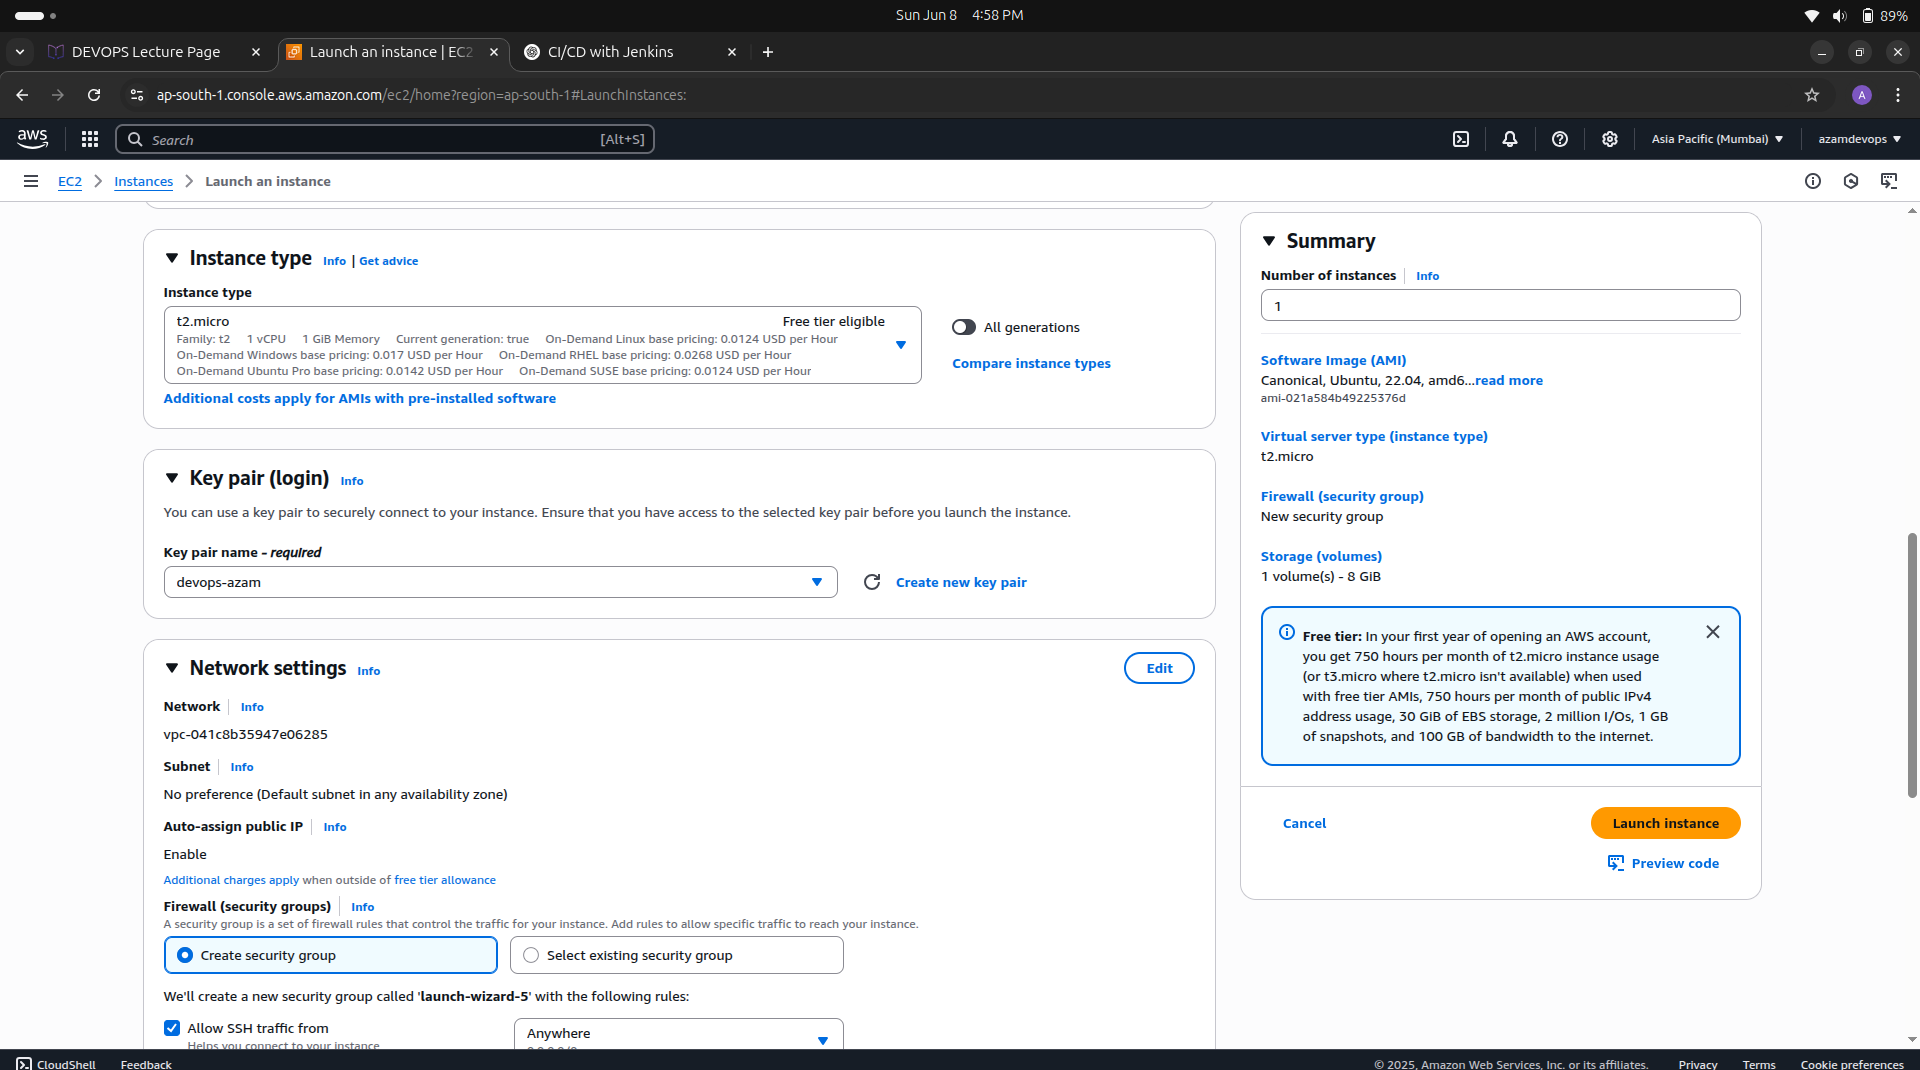 Sun Jun 8 4:58 PM
89%
DEVOPS Lecture Page
Launch an instance | EC2
CI/CD with Jenkins
ap-south-1.console.aws.amazon.com/ec2/home?region=ap-south-1#LaunchInstances:
A
aws
Search
[Alt+S]
Asia Pacific (Mumbai)
azamdevops
EC2
Instances
Launch an instance
Instance type
Info | Get advice
Instance type
t2.micro
Free tier eligible
Family: t2 1 vCPU 1 GiB Memory Current generation: true On-Demand Linux base pricing: 0.0124 USD per Hour
On-Demand Windows base pricing: 0.017 USD per Hour On-Demand RHEL base pricing: 0.0268 USD per Hour
On-Demand Ubuntu Pro base pricing: 0.0142 USD per Hour On-Demand SUSE base pricing: 0.0124 USD per Hour
All generations
Compare instance types
Additional costs apply for AMIs with pre-installed software
Key pair (login)
Info
You can use a key pair to securely connect to your instance. Ensure that you have access to the selected key pair before you launch the instance.
Key pair name - required
devops-azam
Create new key pair
Network settings
Info
Edit
Network
Info
vpc-041c8b35947e06285
Subnet
Info
No preference (Default subnet in any availability zone)
Auto-assign public IP
Info
Enable
Additional charges apply when outside of free tier allowance
Firewall (security groups)
Info
A security group is a set of firewall rules that control the traffic for your instance. Add rules to allow specific traffic to reach your instance.
Create security group
Select existing security group
We'll create a new security group called 'launch-wizard-5' with the following rules:
Allow SSH traffic from
Helps you connect to your instance
Anywhere
Summary
Number of instances
Info
1
Software Image (AMI)
Canonical, Ubuntu, 22.04, amd6...read more
ami-021a584b49225376d
Virtual server type (instance type)
t2.micro
Firewall (security group)
New security group
Storage (volumes)
1 volume(s) - 8 GiB
Free tier: In your first year of opening an AWS account,
you get 750 hours per month of t2.micro instance usage
(or t3.micro where t2.micro isn't available) when used
with free tier AMIs, 750 hours per month of public IPv4
address usage, 30 GiB of EBS storage, 2 million I/Os, 1 GB
of snapshots, and 100 GB of bandwidth to the internet.
Cancel
Launch instance
Preview code
CloudShell
Feedback
© 2025, Amazon Web Services, Inc. or its affiliates.
Privacy
Terms
Cookie preferences